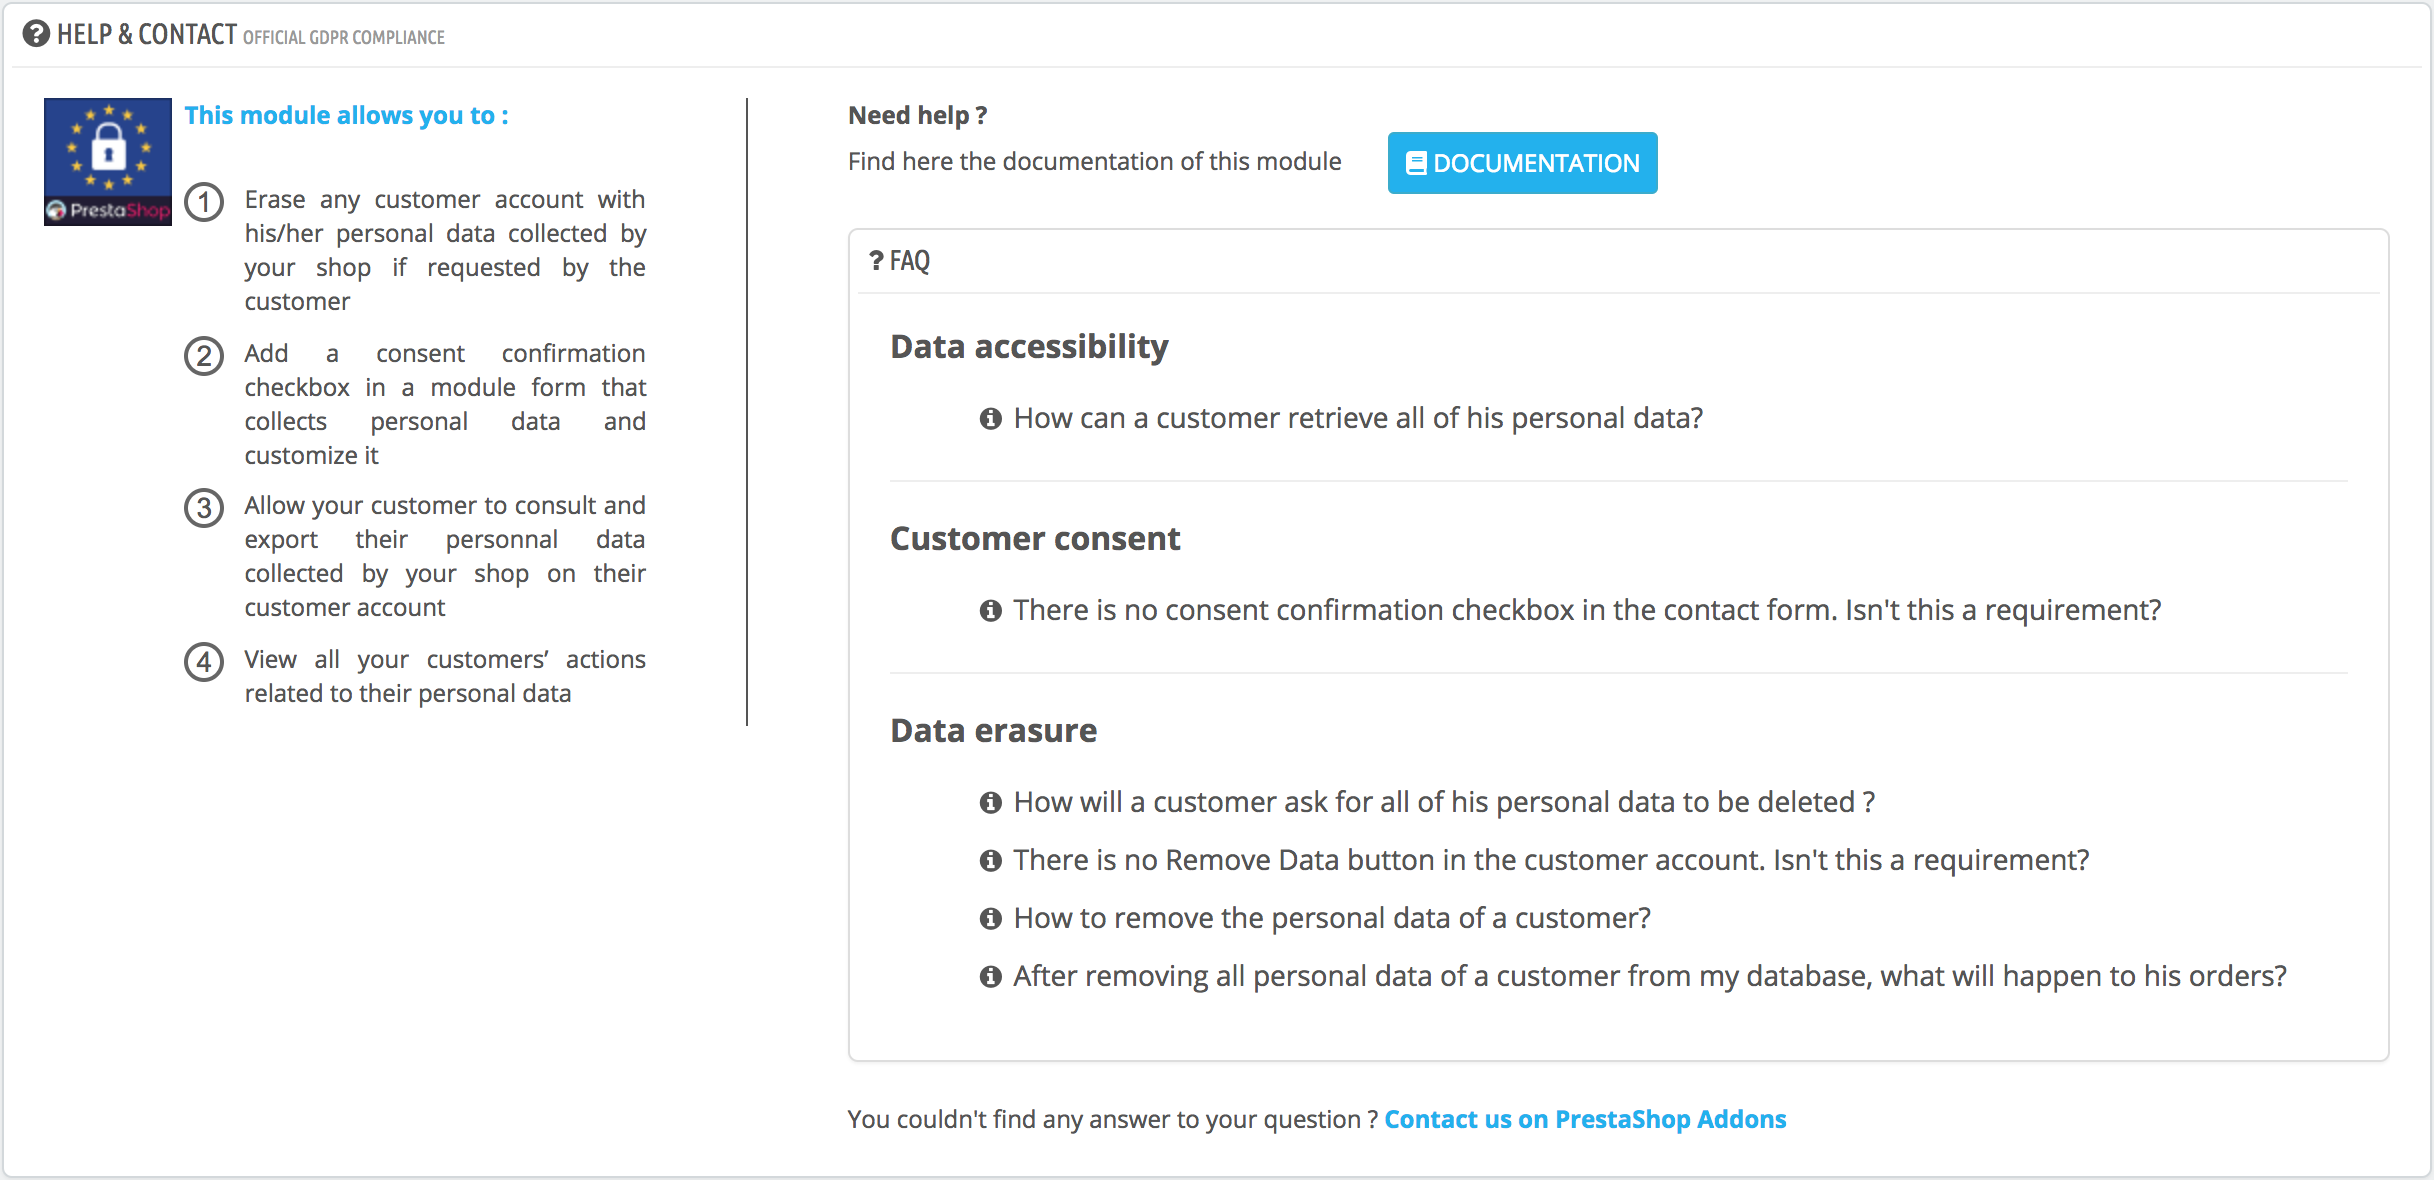 HELP & CONTACT OFFICIAL GDPR COMPLIANCE
PrestaShop
This module allows you to :
1 Erase any customer account with
his/her personal data collected by
your shop if requested by the
customer
2 Add a consent confirmation
checkbox in a module form that
collects personal data and
customize it
3 Allow your customer to consult and
export their personnal data
collected by your shop on their
customer account
4 View all your customers’ actions
related to their personal data
Need help ?
Find here the documentation of this module
DOCUMENTATION
? FAQ
Data accessibility
How can a customer retrieve all of his personal data?
Customer consent
There is no consent confirmation checkbox in the contact form. Isn't this a requirement?
Data erasure
How will a customer ask for all of his personal data to be deleted ?
There is no Remove Data button in the customer account. Isn't this a requirement?
How to remove the personal data of a customer?
After removing all personal data of a customer from my database, what will happen to his orders?
You couldn't find any answer to your question ? Contact us on PrestaShop Addons